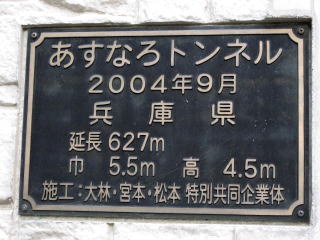 あすなろトンネル
2004年9月
兵庫県
延長 627m
巾 5.5m 高 4.5m
施工:大林・宮本・松本 特別共同企業体